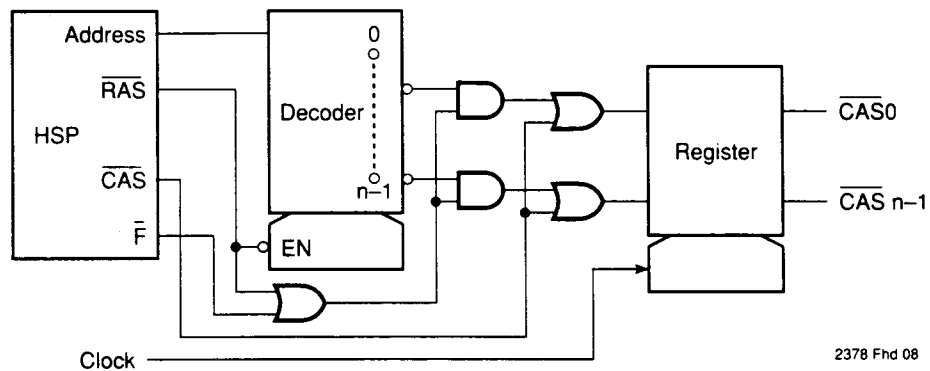 Address
0
RAS
Decoder
CAS0
HSP
Register
CAS
n–1
CAS n–1
F
EN
Clock
2378 Fhd 08